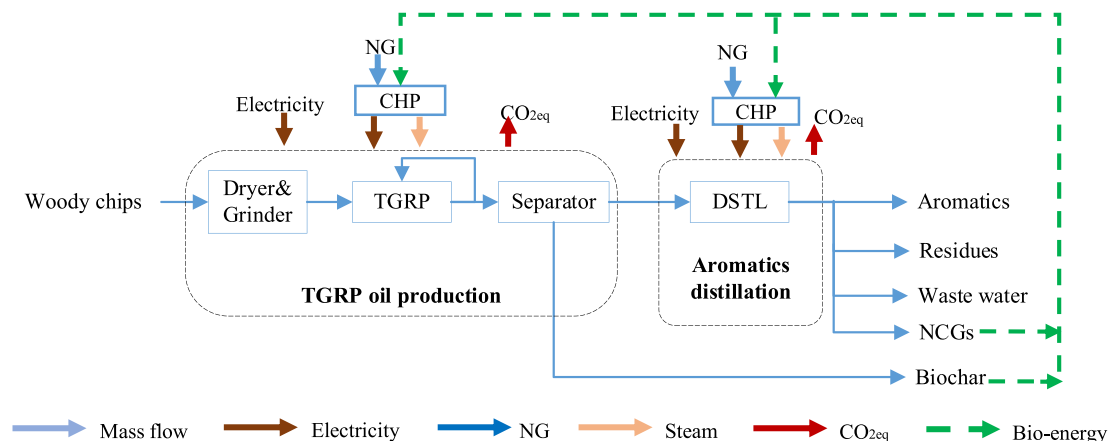 NG
NG
CHP
CHP
Electricity
CO2eq
Electricity
CO2eq
Woody chips
Dryer&
Grinder
TGRP
Separator
DSTL
Aromatics
Residues
TGRP oil production
Aromatics
distillation
Waste water
NCGs
Biochar
Mass flow
Electricity
NG
Steam
CO2eq
Bio-energy